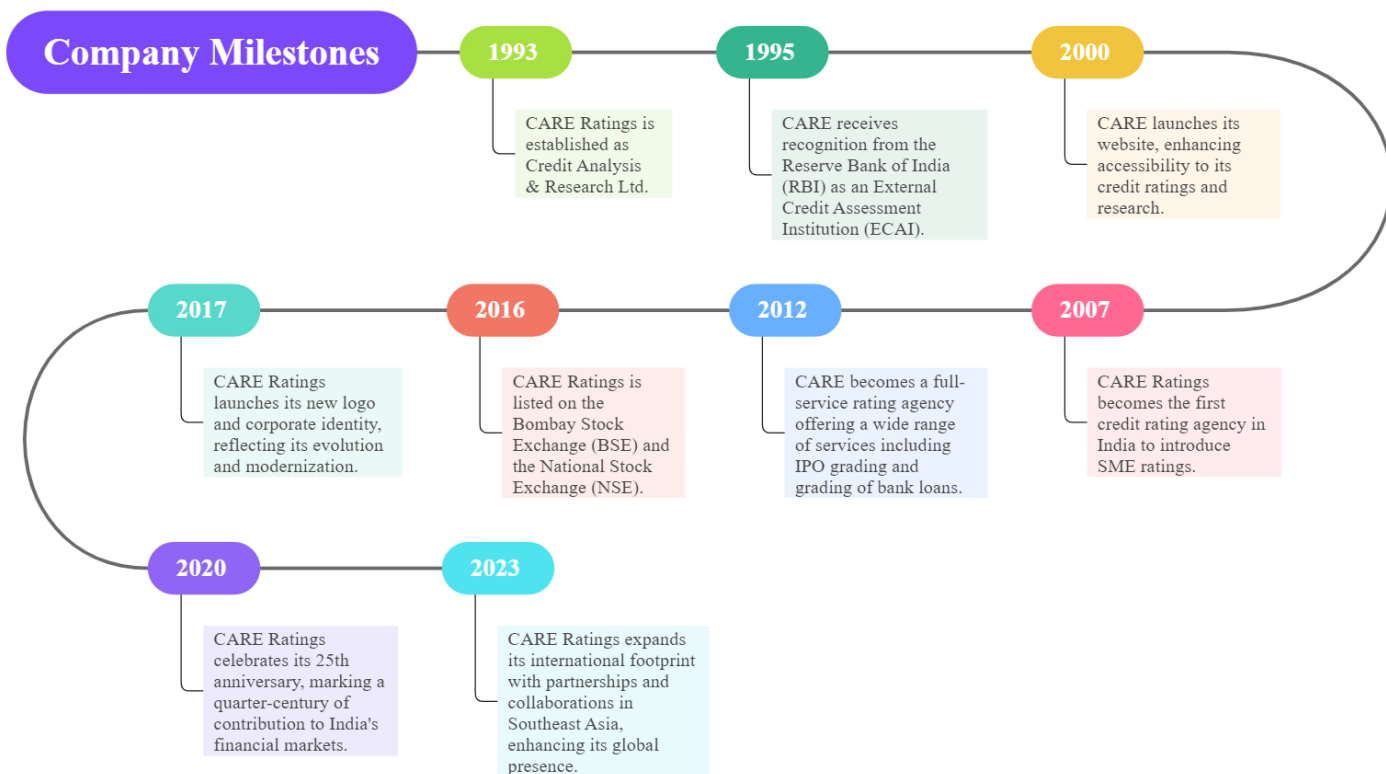 Company Milestones
1993
CARE Ratings is
established as
Credit Analysis
& Research Ltd.
1995
CARE receives
recognition from the
Reserve Bank of India
(RBI) as an External
Credit Assessment
Institution (ECAI).
2000
CARE launches its
website, enhancing
accessibility to its
credit ratings and
research.
2007
CARE Ratings
becomes the first
credit rating agency in
India to introduce
SME ratings.
2012
CARE becomes a full-
service rating agency
offering a wide range
of services including
IPO grading and
grading of bank loans.
2016
CARE Ratings is
listed on the
Bombay Stock
Exchange (BSE) and
the National Stock
Exchange (NSE).
2017
CARE Ratings
launches its new logo
and corporate identity,
reflecting its evolution
and modernization.
2020
CARE Ratings
celebrates its 25th
anniversary, marking a
quarter-century of
contribution to India's
financial markets.
2023
CARE Ratings expands
its international footprint
with partnerships and
collaborations in
Southeast Asia,
enhancing its global
presence.